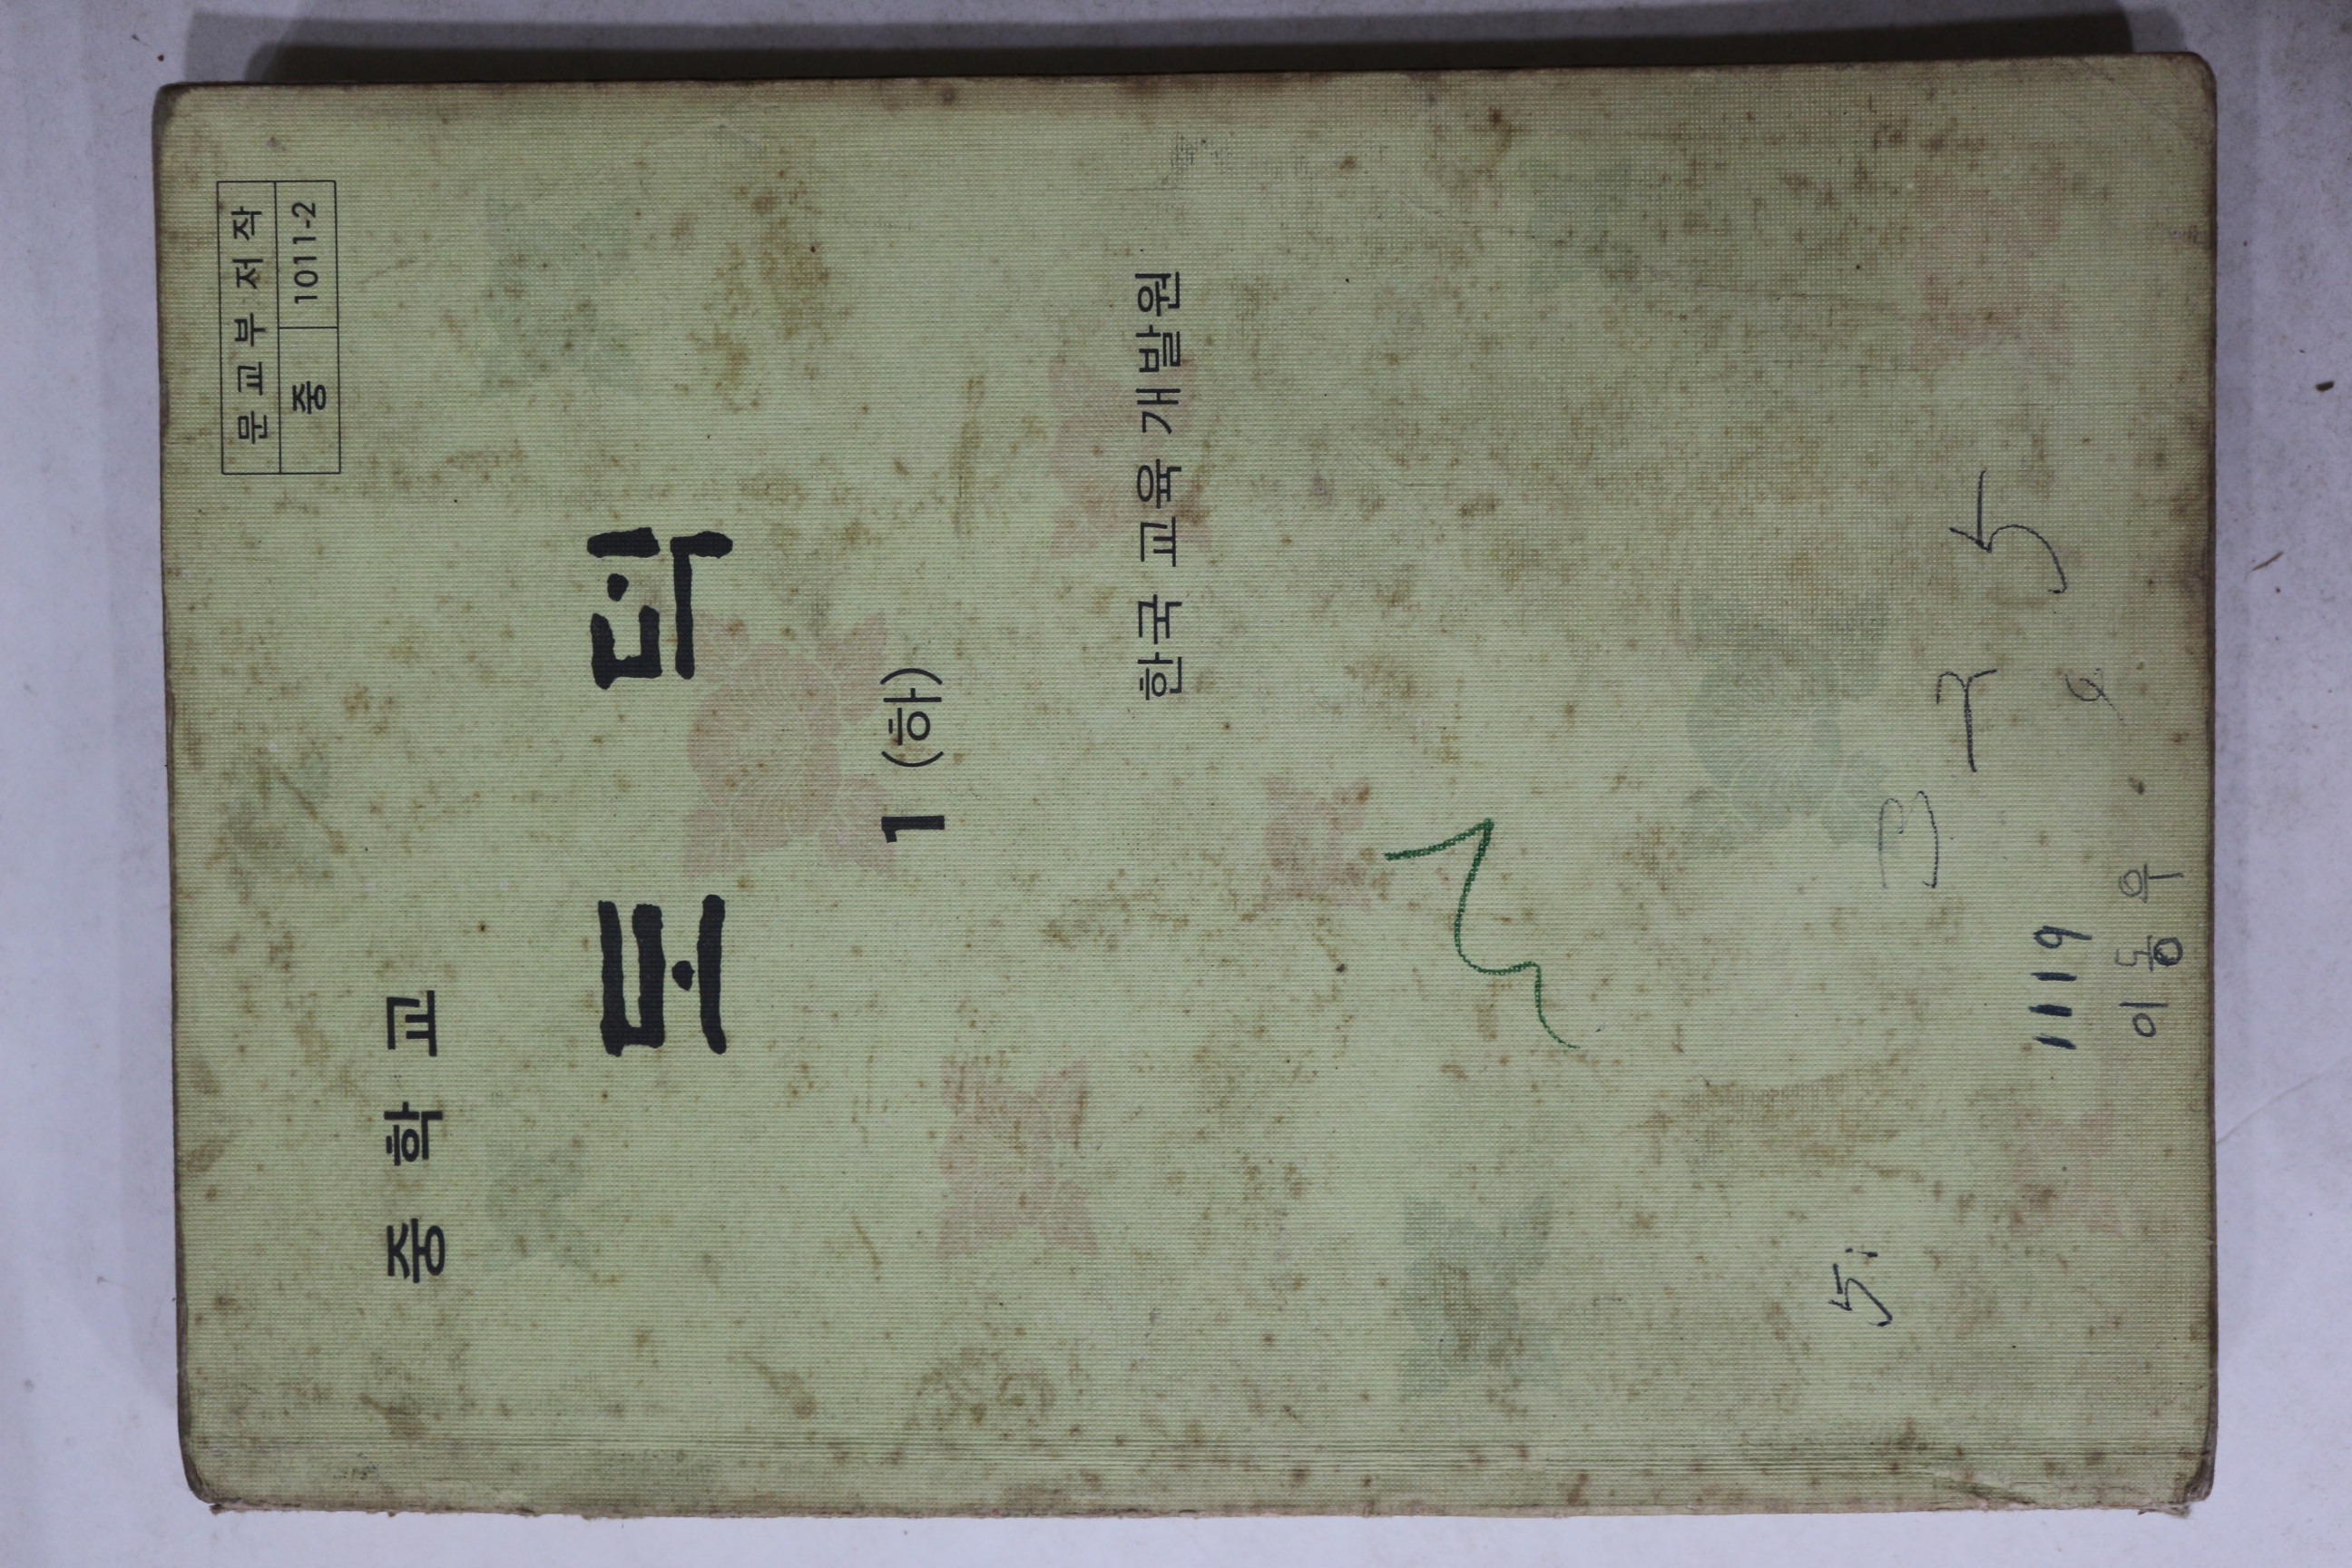 문교부 저작
중 1011-2
중학교
도덕
1 (하)
한국 교육 개발원
5
1119
이동우